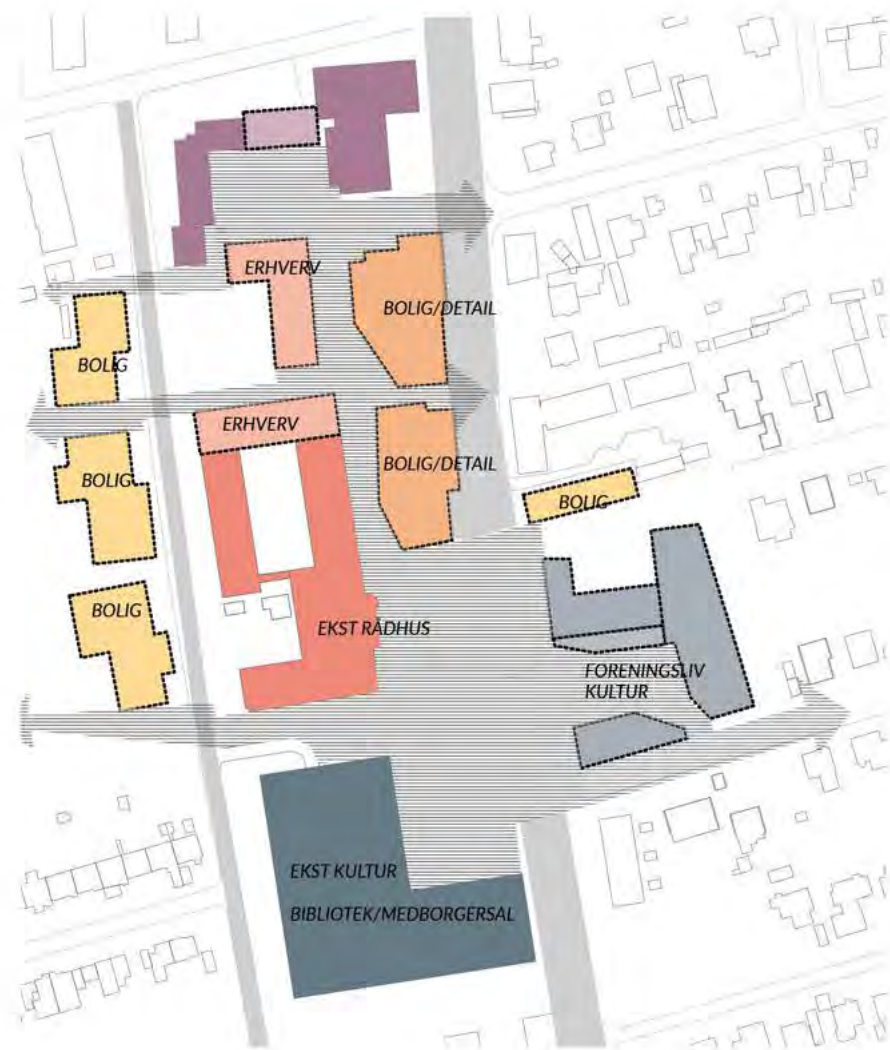 ERHVERV
BOLIG/DETAIL
BOLIG
ERHVERV
BOLIG/DETAIL
BOLIG
BOLIG
BOLIG
EKST RÅDHUS
FORENINGSLIV
KULTUR
EKST KULTUR
BIBLIOTEK/MEDBORGERSAL